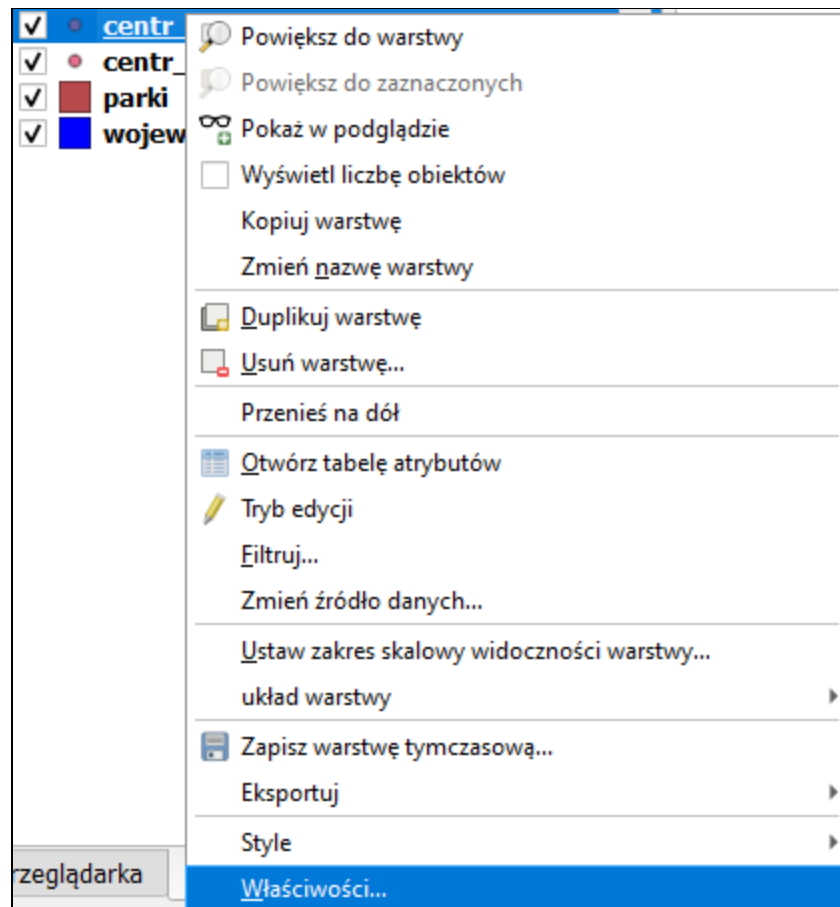 centr_
centr_
parki
wojew
Powiększ do warstwy
Powiększ do zaznaczonych
Pokaż w podglądzie
Wyświetl liczbę obiektów
Kopiuj warstwę
Zmień nazwę warstwy
Duplikuj warstwę
Usuń warstwę...
Przenieś na dół
Otwórz tabelę atrybutów
Tryb edycji
Filtruj...
Zmień źródło danych...
Ustaw zakres skalowy widoczności warstwy...
układ warstwy
Zapisz warstwę tymczasową...
Eksportuj
Style
Właściwości...
rzeglądarka